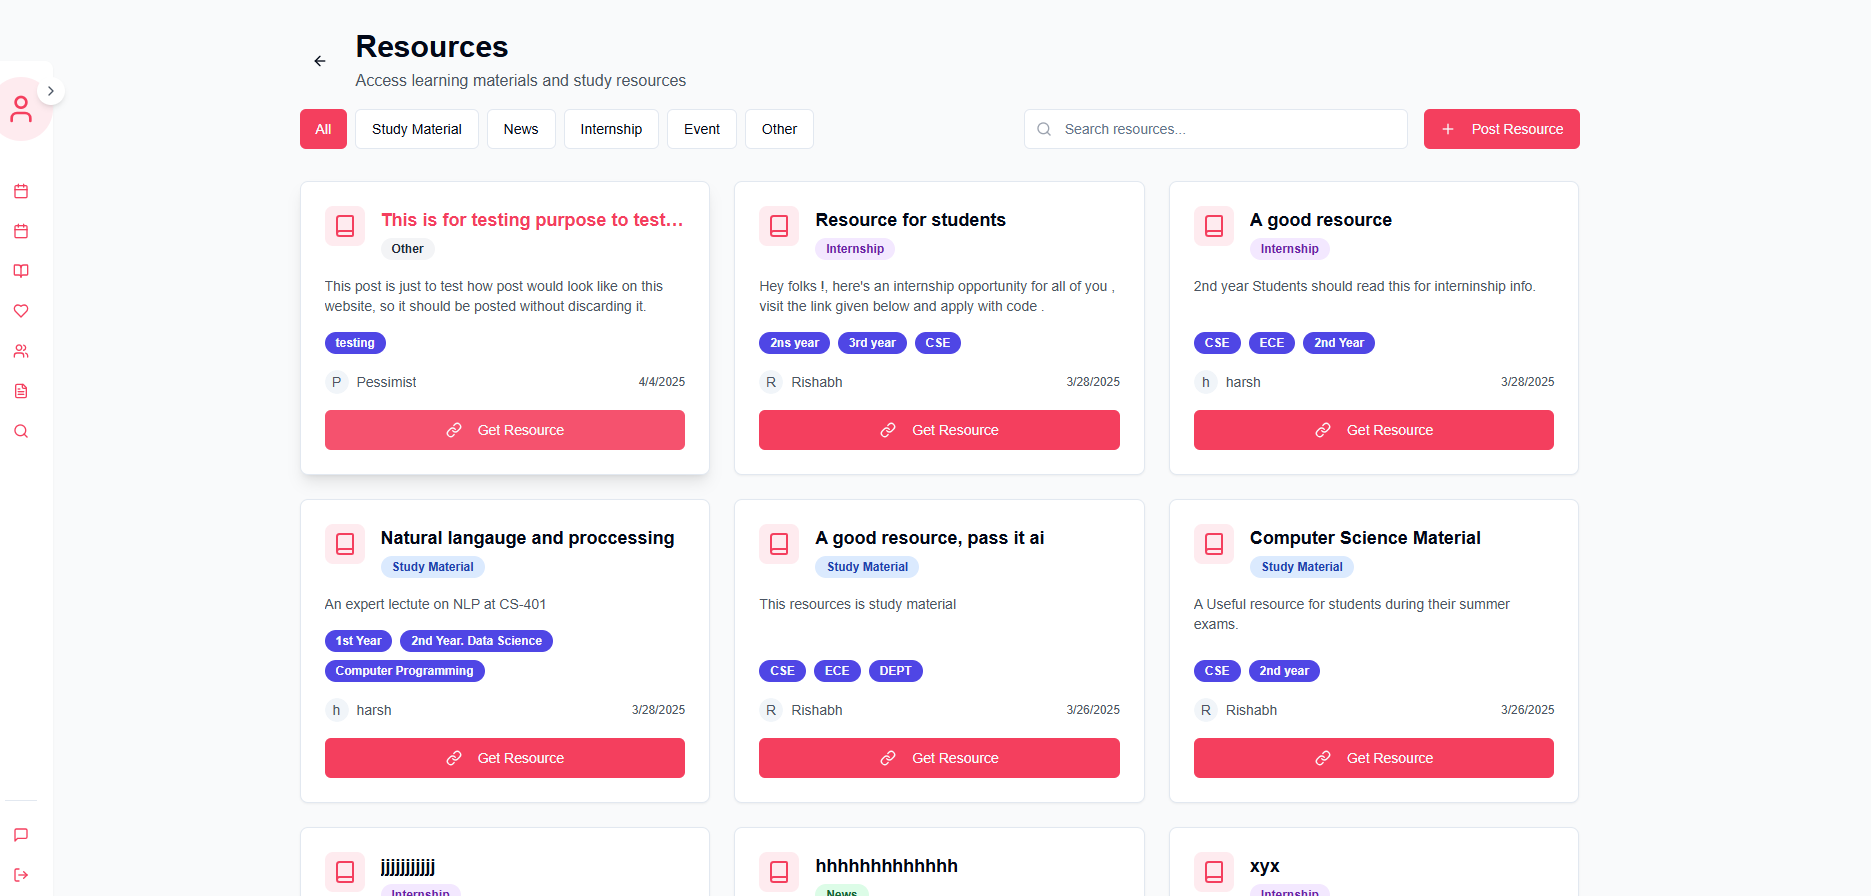 Resources
Access learning materials and study resources
All
Study Material
News
Internship
Event
Other
Search resources...
Post Resource
This is for testing purpose to test...
Other
This post is just to test how post would look like on this
website, so it should be posted without discarding it.
testing
P Pessimist 4/4/2025
Get Resource
Resource for students
Internship
Hey folks !, here's an internship opportunity for all of you ,
visit the link given below and apply with code .
2ns year 3rd year CSE
R Rishabh 3/28/2025
Get Resource
A good resource
Internship
2nd year Students should read this for interninship info.
CSE ECE 2nd Year
h harsh 3/28/2025
Get Resource
Natural langauge and proccessing
Study Material
An expert lectute on NLP at CS-401
1st Year 2nd Year. Data Science
Computer Programming
h harsh 3/28/2025
Get Resource
A good resource, pass it ai
Study Material
This resources is study material
CSE ECE DEPT
R Rishabh 3/26/2025
Get Resource
Computer Science Material
Study Material
A Useful resource for students during their summer
exams.
CSE 2nd year
R Rishabh 3/26/2025
Get Resource
jjjjjjjjjjj
Internship
hhhhhhhhhhhhh
News
xyx
Internship